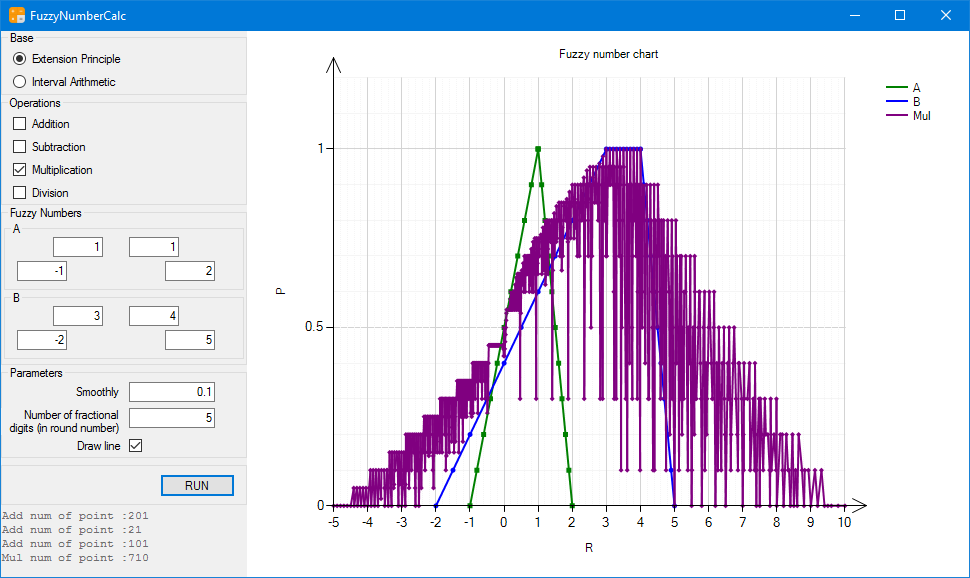 FuzzyNumberCalc
Base
Extension Principle
Interval Arithmetic
Operations
Addition
Subtraction
Multiplication
Division
Fuzzy Numbers
A
1 1
-1 2
B
3 4
-2 5
Parameters
Smoothly 0.1
Number of fractional
digits (in round number) 5
Draw line
RUN
Add num of point :201
Add num of point :21
Add num of point :101
Mul num of point :710
Fuzzy number chart
A
B
Mul
P
1
0.5
0
-5 -4 -3 -2 -1 0 1 2 3 4 5 6 7 8 9 10
R